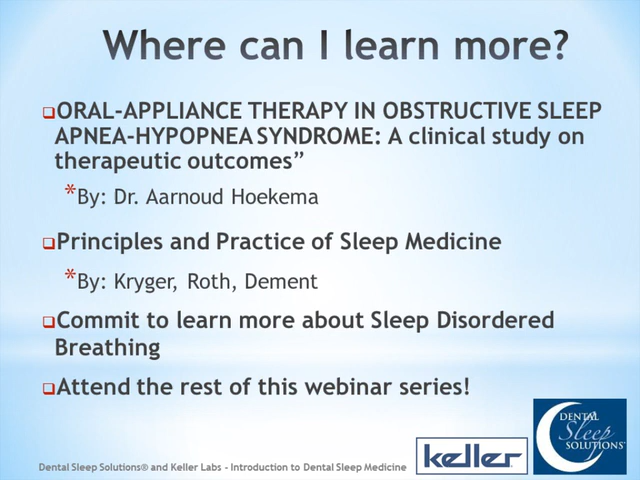 Where can I learn more?
❑ORAL-APPLIANCE THERAPY IN OBSTRUCTIVE SLEEP
APNEA-HYPOPNEA SYNDROME: A clinical study on
therapeutic outcomes”
*By: Dr. Aarnoud Hoekema
❑Principles and Practice of Sleep Medicine
*By: Kryger, Roth, Dement
❑Commit to learn more about Sleep Disordered
Breathing
❑Attend the rest of this webinar series!
Dental Sleep Solutions® and Keller Labs - Introduction to Dental Sleep Medicine
keller
DENTAL
Sleep
SOLUTIONS